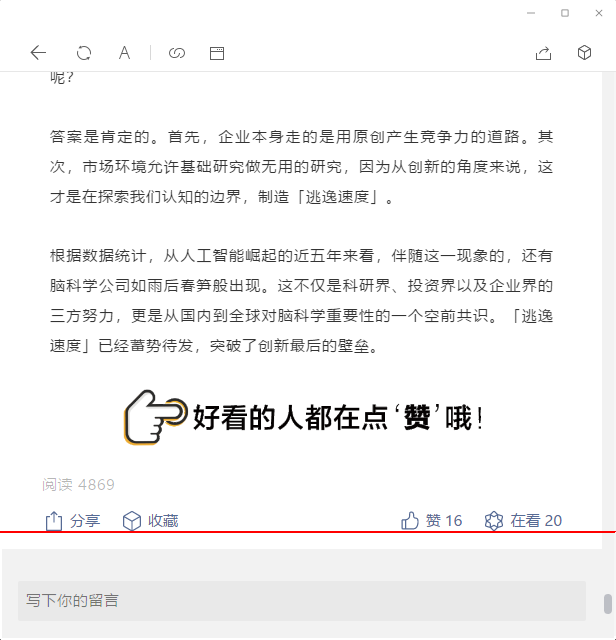 呢？
答案是肯定的。首先，企业本身走的是用原创产生竞争力的道路。其
次，市场环境允许基础研究做无用的研究，因为从创新的角度来说，这
才是在探索我们认知的边界，制造「逃逸速度」。
根据数据统计，从人工智能崛起的近五年来看，伴随这一现象的，还有
脑科学公司如雨后春笋般出现。这不仅是科研界、投资界以及企业界的
三方努力，更是从国内到全球对脑科学重要性的一个空前共识。「逃逸
速度」已经蓄势待发，突破了创新最后的壁垒。
好看的人都在点‘赞’哦！
阅读 4869
分享 收藏 赞 16 在看 20
写下你的留言